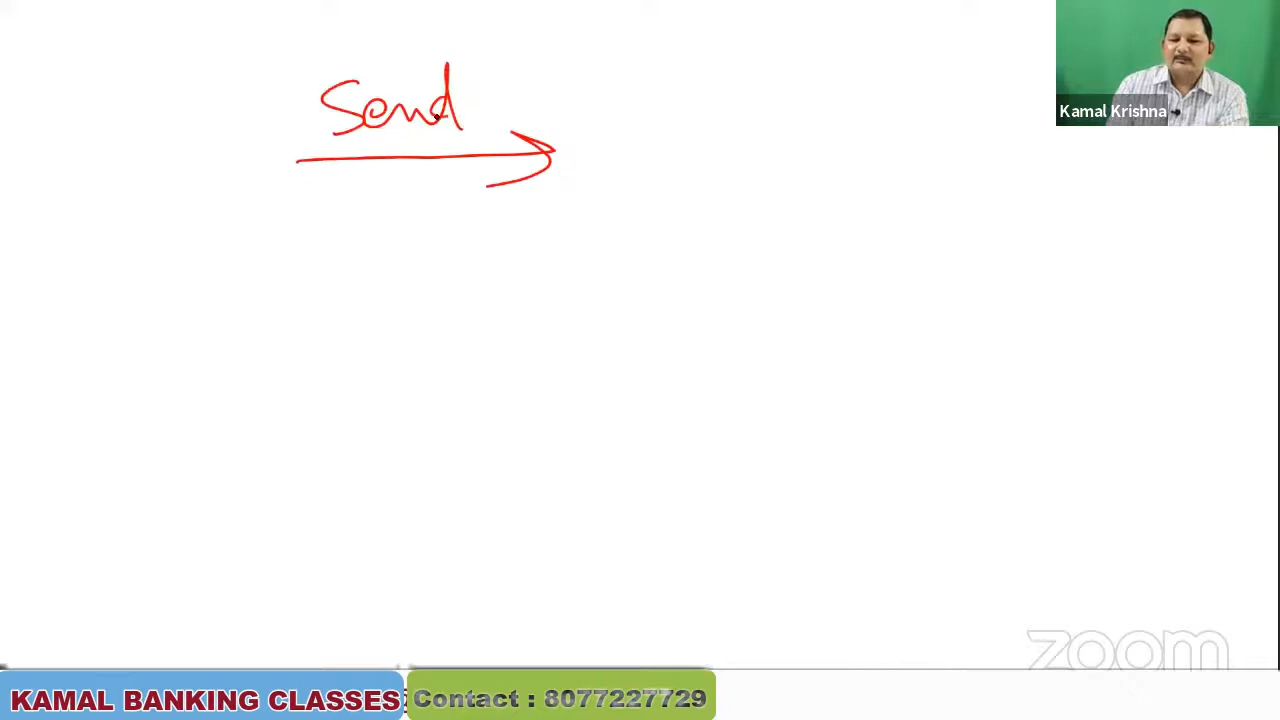 Send
Kamal Krishna
zoom
KAMAL BANKING CLASSES
Contact : 8077227729